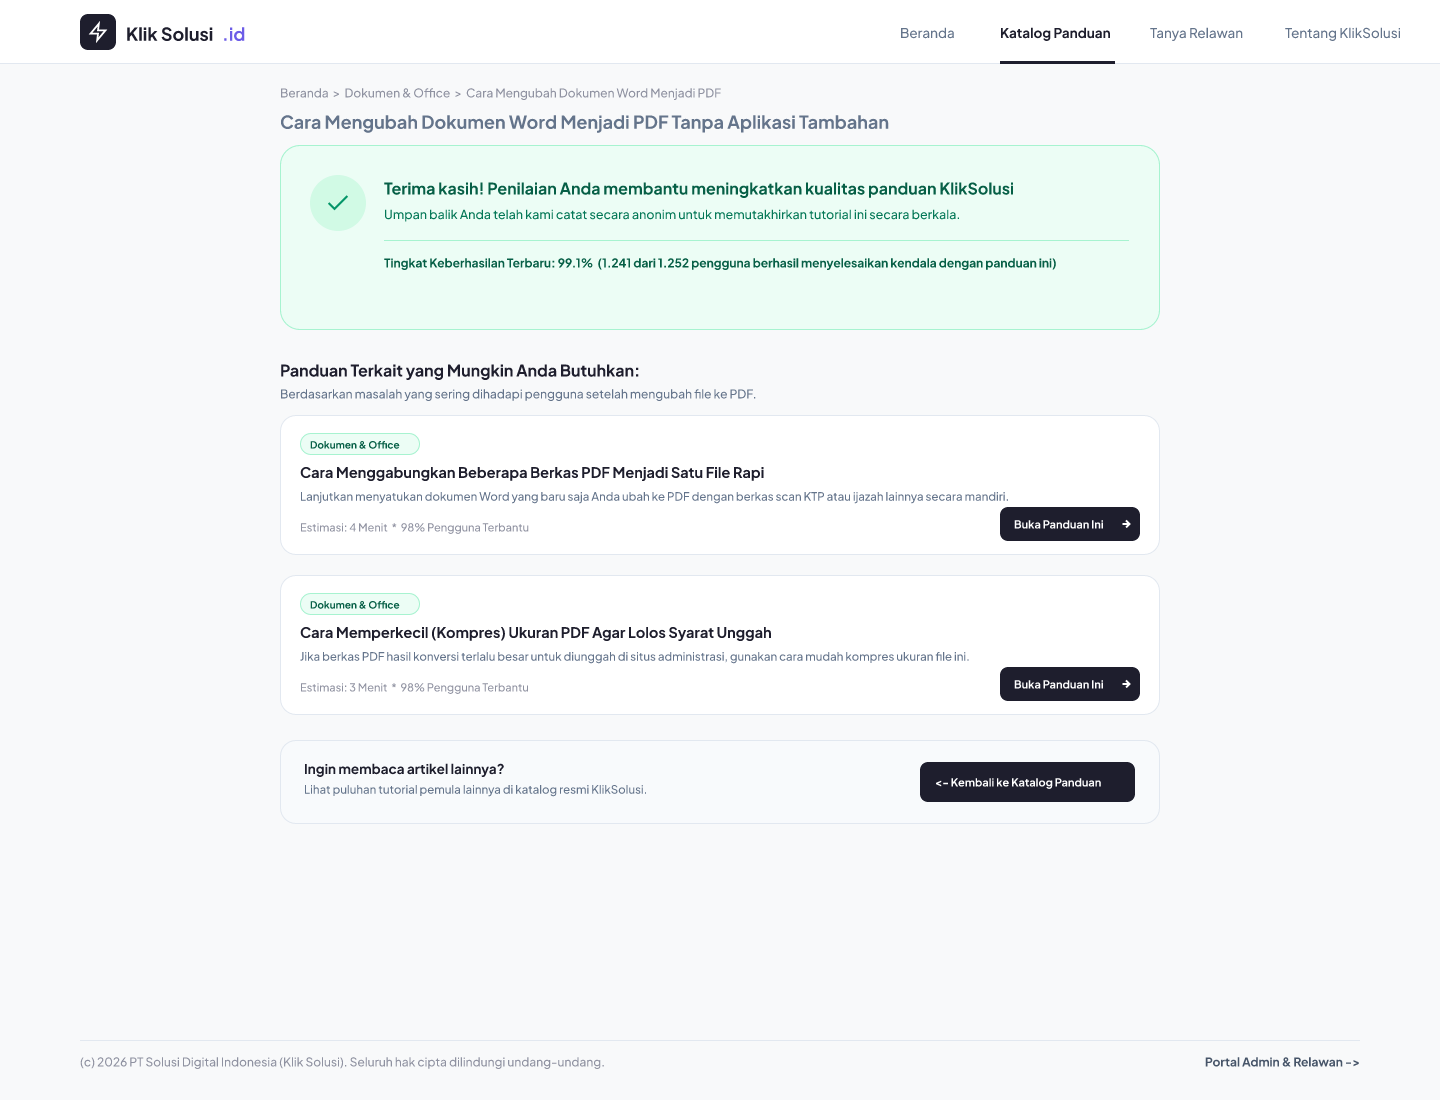 Klik Solusi .id
Beranda
Katalog Panduan
Tanya Relawan
Tentang KlikSolusi
Beranda > Dokumen & Office > Cara Mengubah Dokumen Word Menjadi PDF
Cara Mengubah Dokumen Word Menjadi PDF Tanpa Aplikasi Tambahan
Terima kasih! Penilaian Anda membantu meningkatkan kualitas panduan KlikSolusi
Umpan balik Anda telah kami catat secara anonim untuk memutakhirkan tutorial ini secara berkala.
Tingkat Keberhasilan Terbaru: 99.1% (1.241 dari 1.252 pengguna berhasil menyelesaikan kendala dengan panduan ini)
Panduan Terkait yang Mungkin Anda Butuhkan:
Berdasarkan masalah yang sering dihadapi pengguna setelah mengubah file ke PDF.
Dokumen & Office
Cara Menggabungkan Beberapa Berkas PDF Menjadi Satu File Rapi
Lanjutkan menyatukan dokumen Word yang baru saja Anda ubah ke PDF dengan berkas scan KTP atau ijazah lainnya secara mandiri.
Estimasi: 4 Menit * 98% Pengguna Terbantu
Buka Panduan Ini →
Dokumen & Office
Cara Memperkecil (Kompres) Ukuran PDF Agar Lolos Syarat Unggah
Jika berkas PDF hasil konversi terlalu besar untuk diunggah di situs administrasi, gunakan cara mudah kompres ukuran file ini.
Estimasi: 3 Menit * 98% Pengguna Terbantu
Buka Panduan Ini →
Ingin membaca artikel lainnya?
Lihat puluhan tutorial pemula lainnya di katalog resmi KlikSolusi.
<- Kembali ke Katalog Panduan
(c) 2026 PT Solusi Digital Indonesia (Klik Solusi). Seluruh hak cipta dilindungi undang-undang.
Portal Admin & Relawan ->